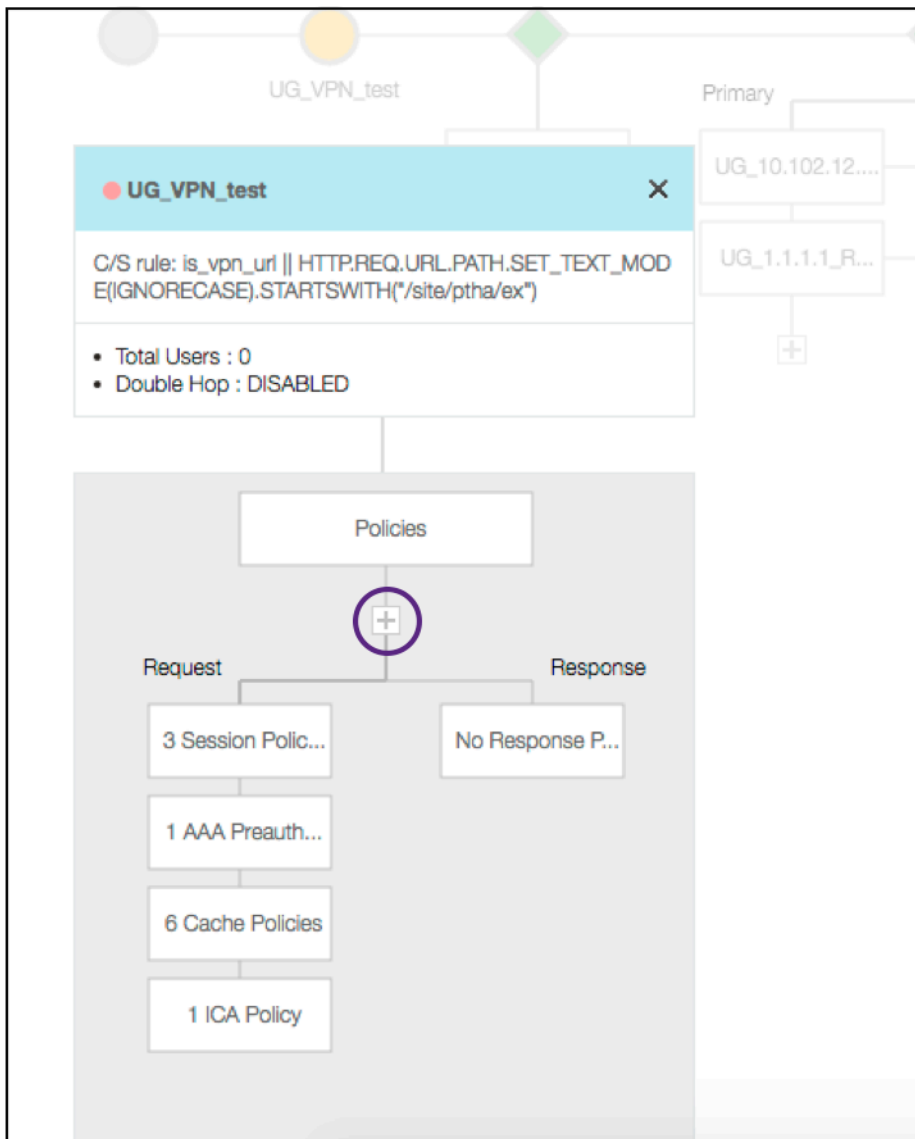 UG_VPN_test
Primary
UG_10.102.12....
UG_1.1.1.1_R...
UG_VPN_test
C/S rule: is_vpn_url || HTTP.REQ.URL.PATH.SET_TEXT_MOD
E(IGNORECASE).STARTSWITH("/site/ptha/ex")
• Total Users : 0
• Double Hop : DISABLED
Policies
Request
Response
3 Session Polic...
No Response P...
1 AAA Preauth...
6 Cache Policies
1 ICA Policy